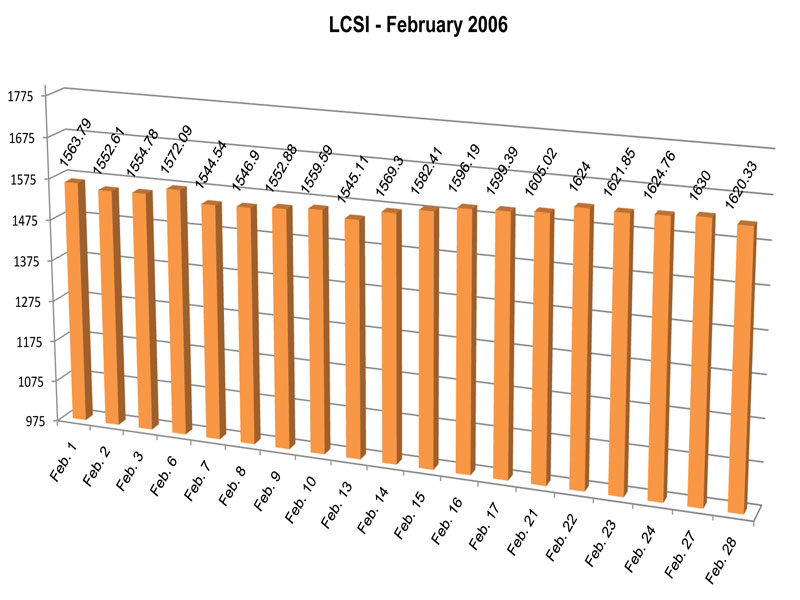 LCSI - February 2006
1775
1675
1575
1475
1375
1275
1175
1075
975
1563.79
1552.61
1554.78
1572.09
1544.54
1546.9
1552.88
1559.59
1545.11
1569.3
1582.41
1596.19
1599.39
1605.02
1624
1621.85
1624.76
1630
1620.33
Feb. 1
Feb. 2
Feb. 3
Feb. 6
Feb. 7
Feb. 8
Feb. 9
Feb. 10
Feb. 13
Feb. 14
Feb. 15
Feb. 16
Feb. 17
Feb. 21
Feb. 22
Feb. 23
Feb. 24
Feb. 27
Feb. 28